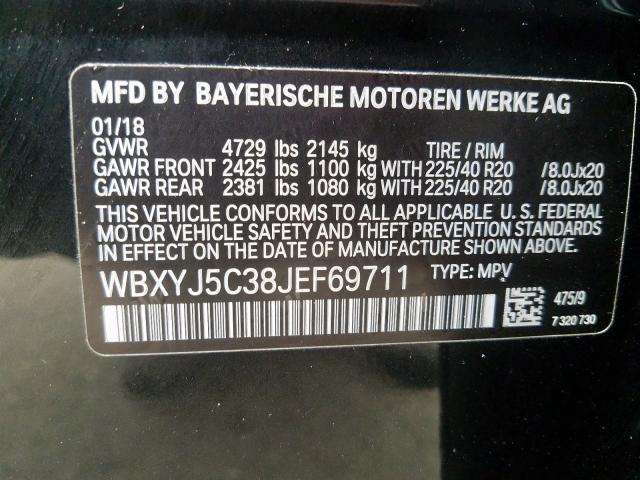 MFD BY BAYERISCHE MOTOREN WERKE AG
01/18
GVWR 4729 lbs 2145 kg TIRE / RIM
GAWR FRONT 2425 lbs 1100 kg WITH 225/40 R20 /8.0Jx20
GAWR REAR 2381 lbs 1080 kg WITH 225/40 R20 /8.0Jx20
THIS VEHICLE CONFORMS TO ALL APPLICABLE U. S. FEDERAL
MOTOR VEHICLE SAFETY AND THEFT PREVENTION STANDARDS
IN EFFECT ON THE DATE OF MANUFACTURE SHOWN ABOVE.
WBXYJ5C38JEF69711 TYPE: MPV
475/9
7 320 730